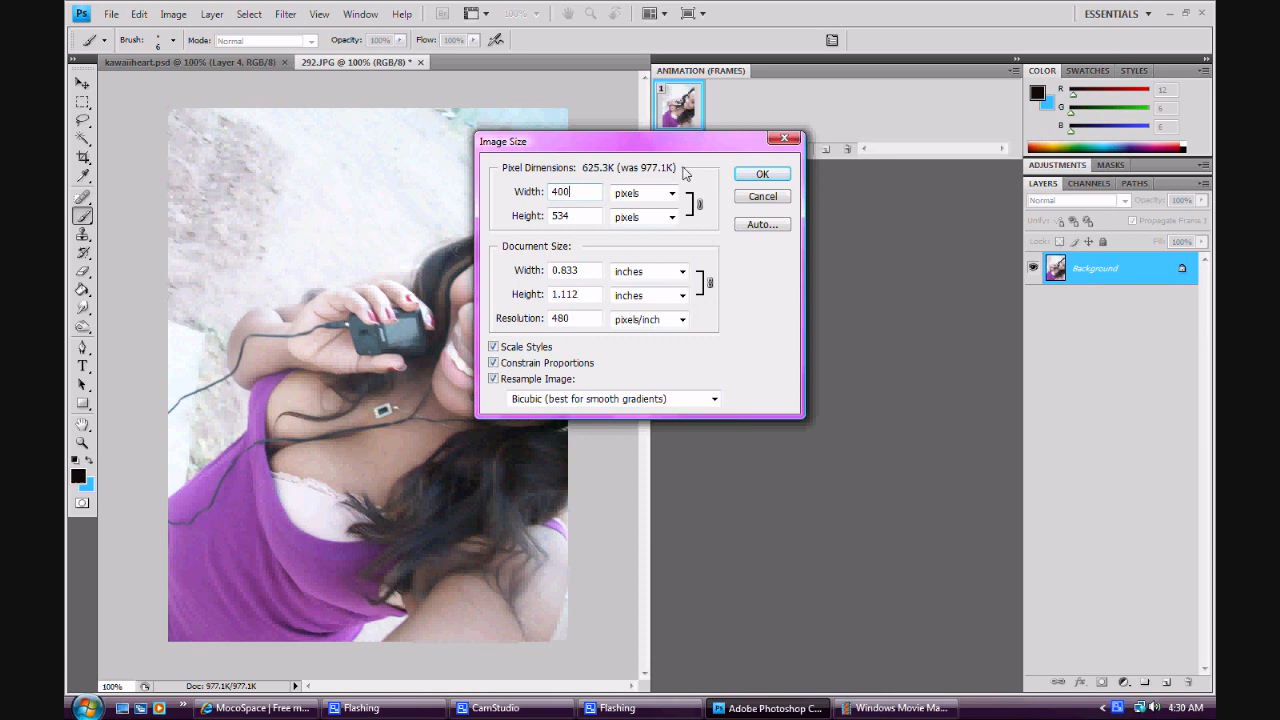 Ps File Edit Image Layer Select Filter View Window Help Br 100% ESSENTIALS
Brush: 6 Mode: Normal Opacity: 100% Flow: 100%
kawaiiheart.psd @ 100% (Layer 4, RGB/8) 292.JPG @ 100% (RGB/8) *
ANIMATION (FRAMES)
1
COLOR SWATCHES STYLES
R 12
G 6
B 6
ADJUSTMENTS MASKS
LAYERS CHANNELS PATHS
Normal Opacity: 100%
Unify: Propagate Frame 1
Lock: Fill: 100%
Background
Image Size
Pixel Dimensions: 625.3K (was 977.1K)
Width: 400 pixels
Height: 534 pixels
OK
Cancel
Auto...
Document Size:
Width: 0.833 inches
Height: 1.112 inches
Resolution: 480 pixels/inch
Scale Styles
Constrain Proportions
Resample Image:
Bicubic (best for smooth gradients)
100% Doc: 977.1K/977.1K
MocoSpace | Free m... Flashing CamStudio Flashing Adobe Photoshop C... Windows Movie Ma... 4:30 AM